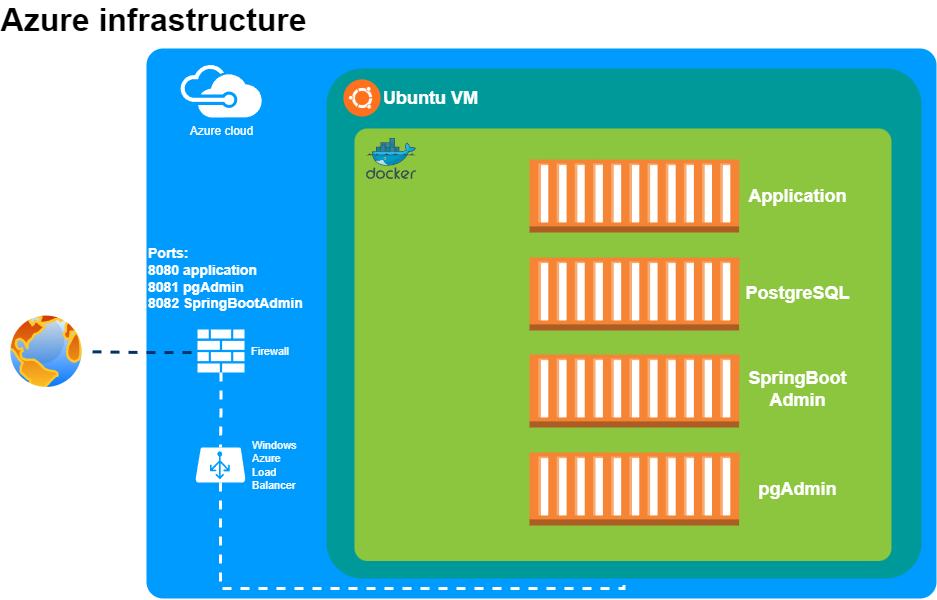 Azure infrastructure
Azure cloud
Ubuntu VM
docker
Application
Ports:
8080 application
8081 pgAdmin
8082 SpringBootAdmin
PostgreSQL
Firewall
SpringBoot
Admin
Windows
Azure
Load
Balancer
pgAdmin